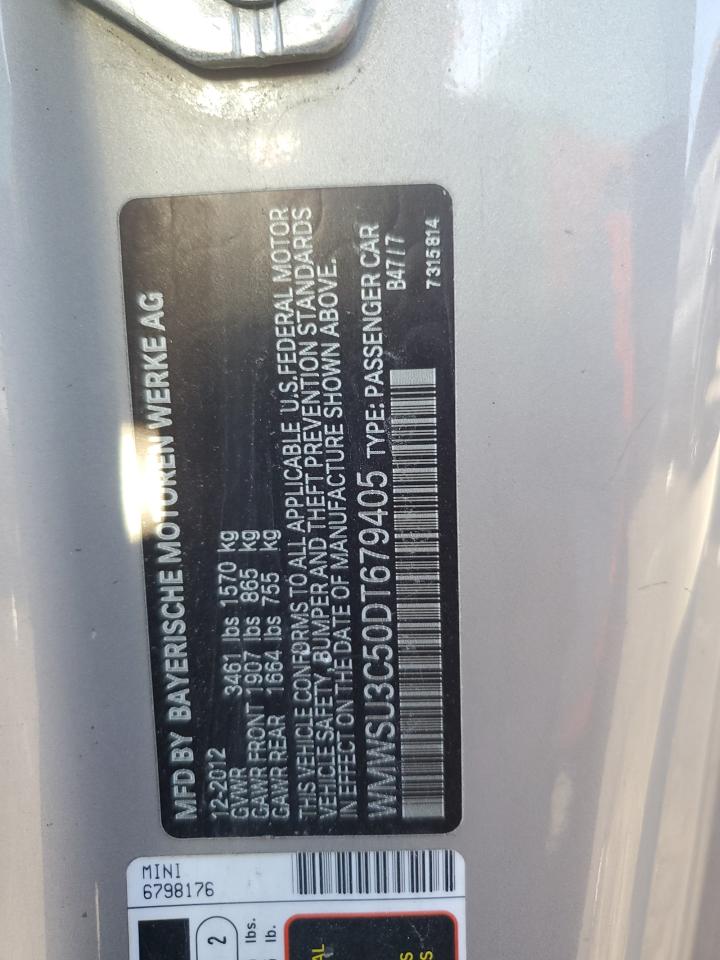 MFD BY BAYERISCHE MOTOREN WERKE AG
12-2012
GVWR 3461 lbs 1570 kg
GAWR FRONT 1907 lbs 865 kg
GAWR REAR 1664 lbs 755 kg
THIS VEHICLE CONFORMS TO ALL APPLICABLE U.S.FEDERAL MOTOR
VEHICLE SAFETY, BUMPER AND THEFT PREVENTION STANDARDS
IN EFFECT ON THE DATE OF MANUFACTURE SHOWN ABOVE.
WMWSU3C50DT679405 TYPE: PASSENGER CAR
B47/7
7315814
MINI
6798176
2
lbs.
lb.